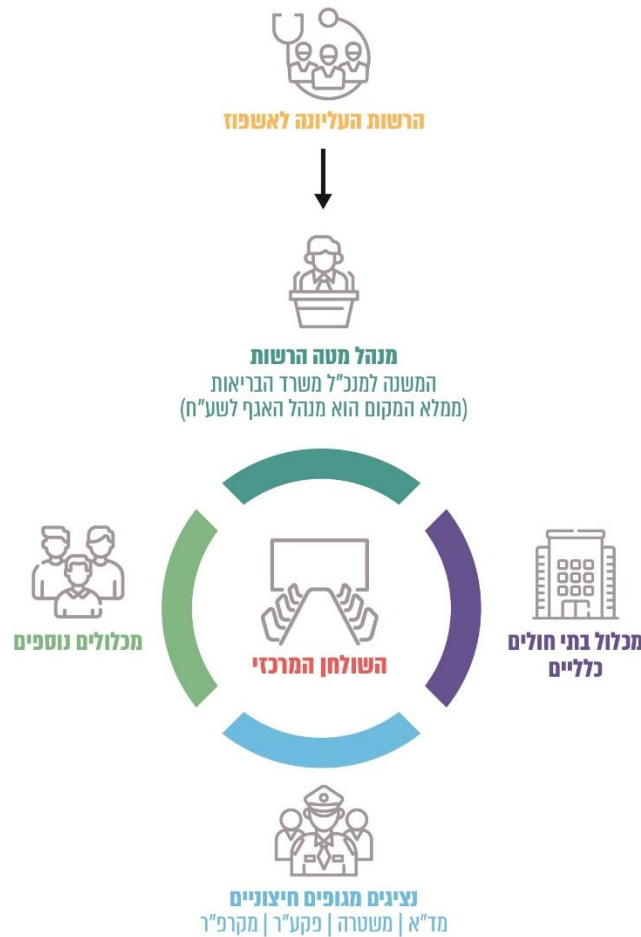 הרשות העליונה לאשפוז
מנהל מטה הרשות
המשנה למנכ"ל משרד הבריאות
(ממלא המקום הוא מנהל האגף לשע"ח)
מכלול בתי חולים
כלליים
השולחן המרכזי
מכלולים נוספים
נציגים מגופים חיצוניים
מד"א | משטרה | פקע"ר | מקרפ"ר